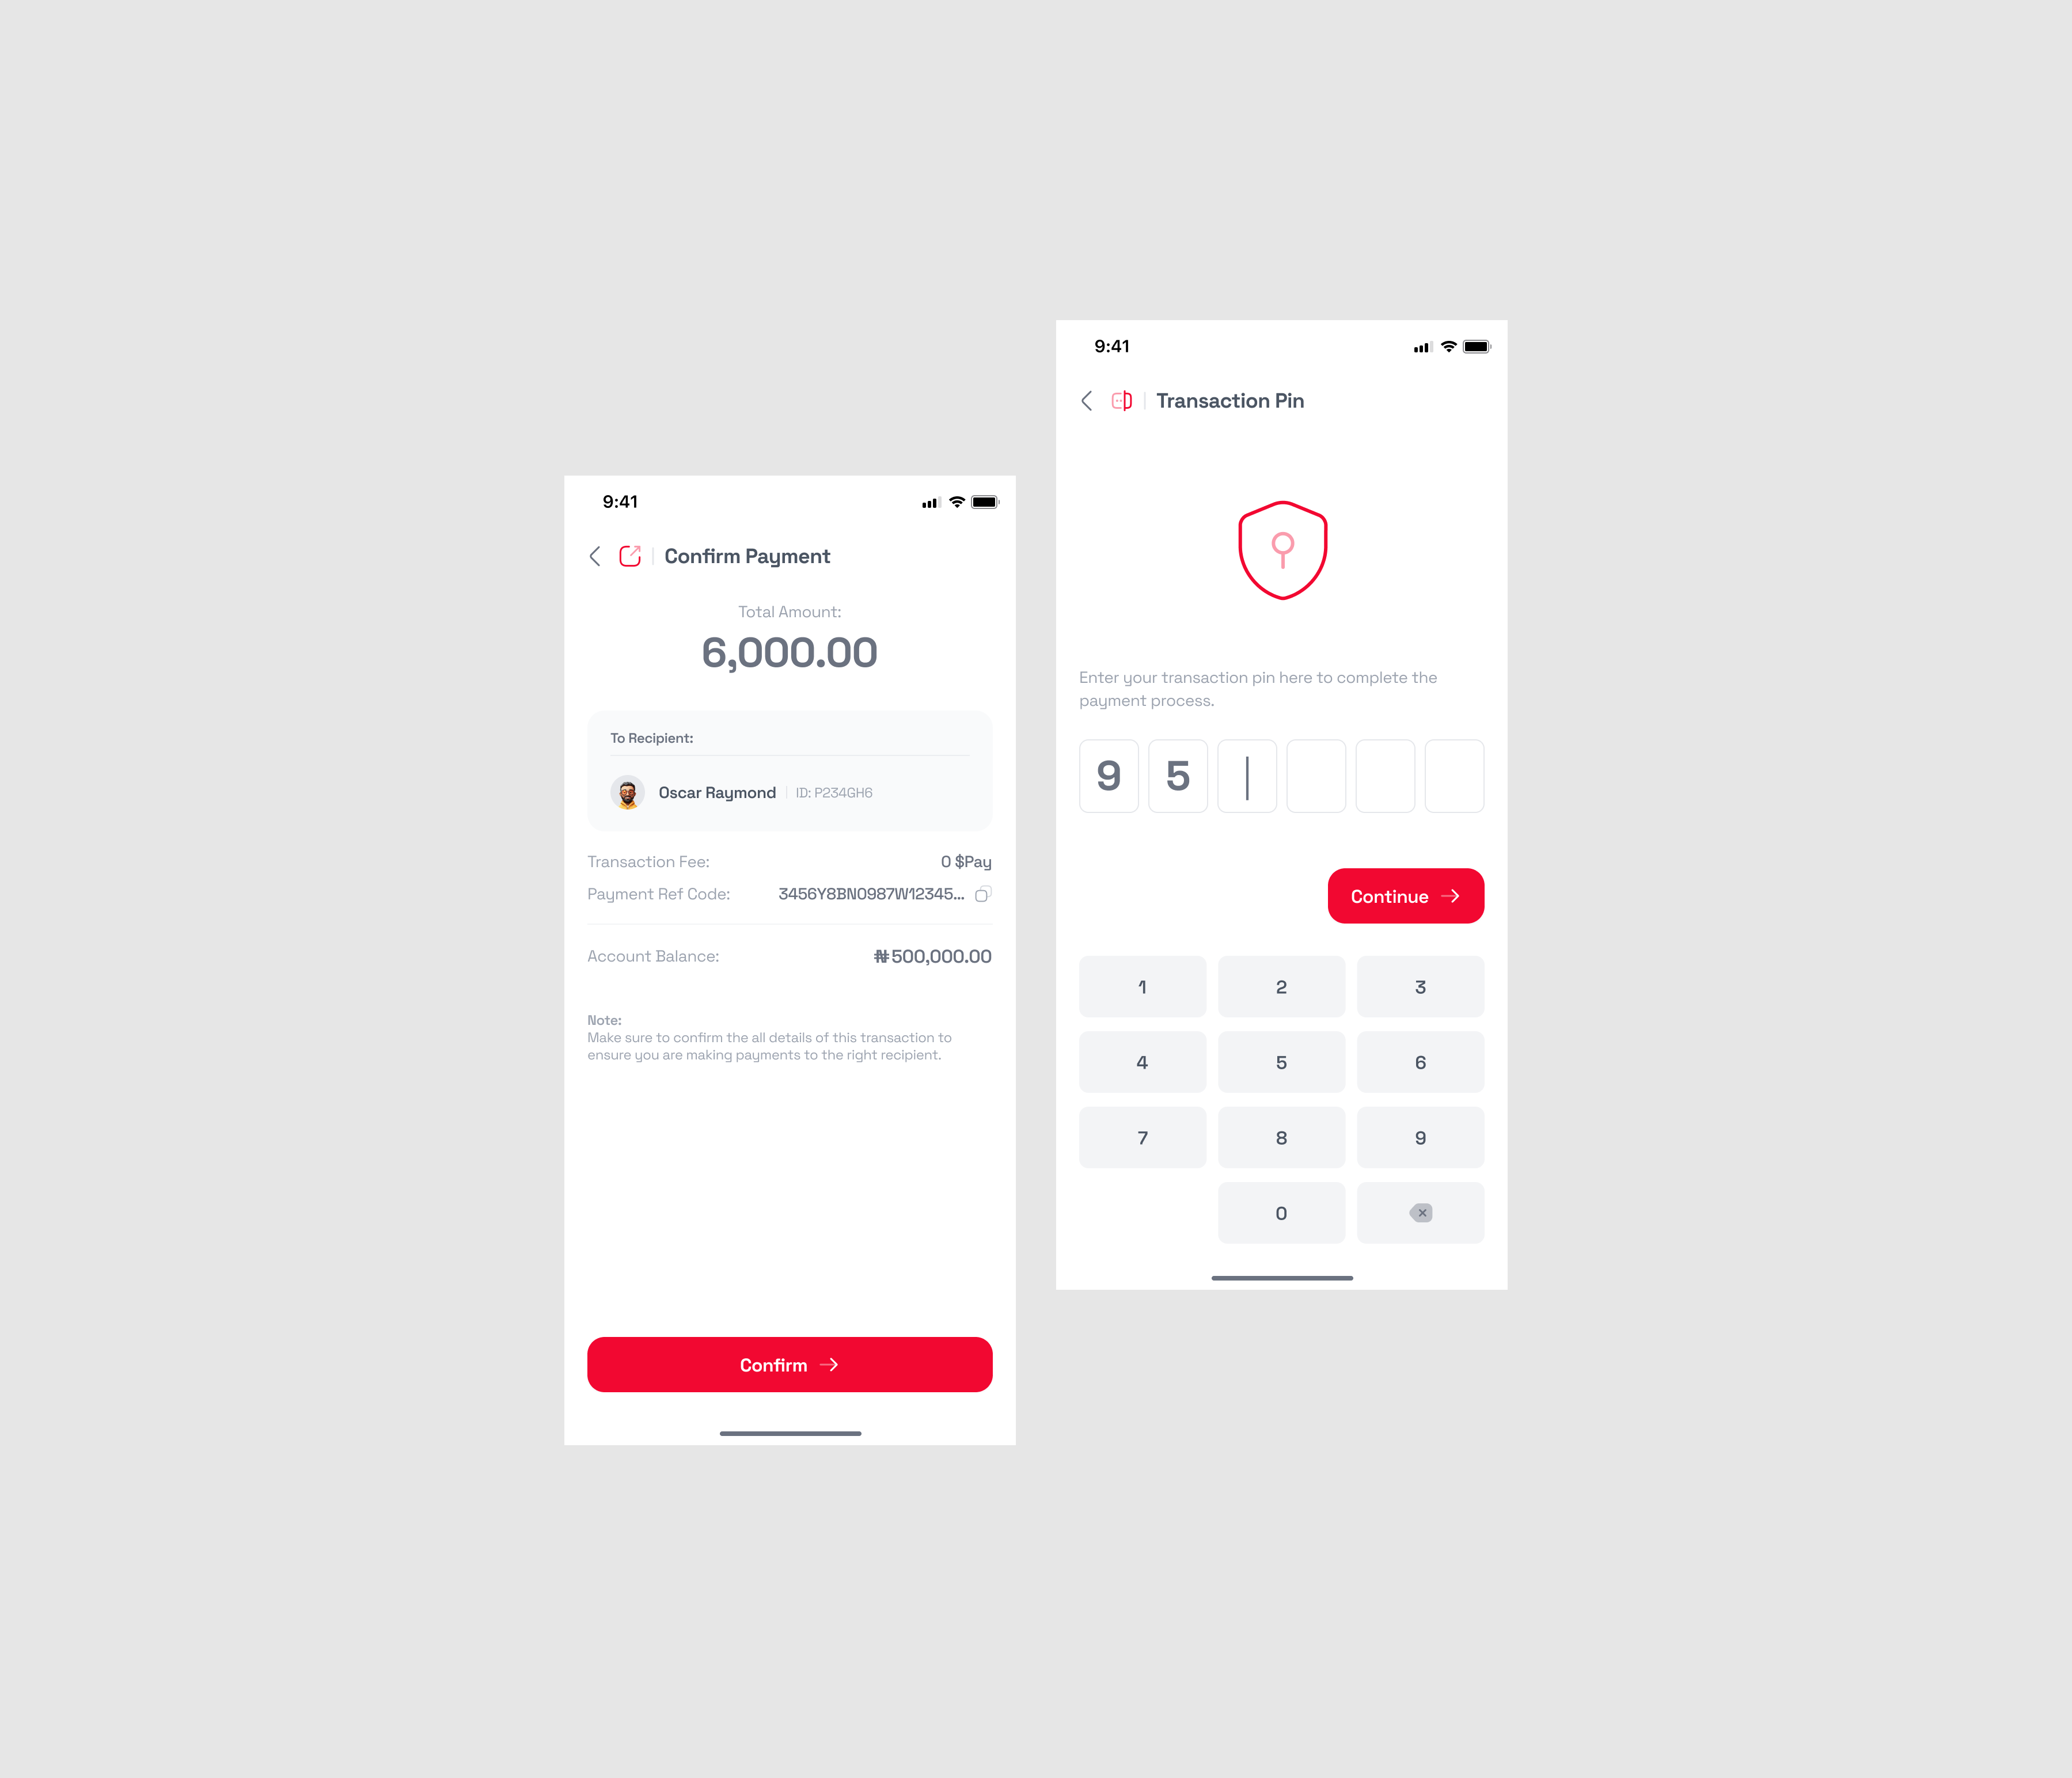 9:41
Confirm Payment
Total Amount:
6,000.00
To Recipient:
Oscar Raymond | ID: P234GH6
Transaction Fee: 0 $Pay
Payment Ref Code: 3456Y8BN0987W12345...
Account Balance: ₦500,000.00
Note:
Make sure to confirm the all details of this transaction to
ensure you are making payments to the right recipient.
Confirm
9:41
Transaction Pin
Enter your transaction pin here to complete the
payment process.
9 5
Continue
1 2 3
4 5 6
7 8 9
0